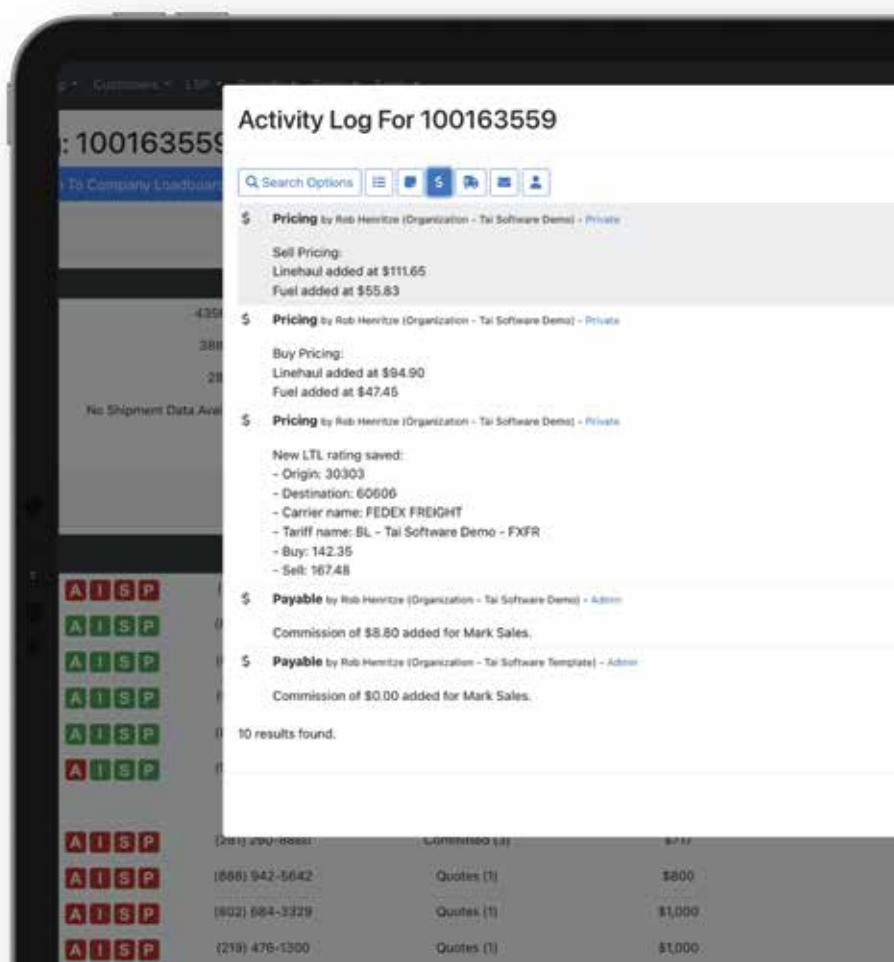 Customers
LSP
: 100163559
To Company Loadboard
Activity Log For 100163559
Search Options
$ Pricing by Rob Henritze (Organization - Tai Software Demo) - Private
Sell Pricing:
Linehaul added at $111.65
Fuel added at $55.83
$ Pricing by Rob Henritze (Organization - Tai Software Demo) - Private
Buy Pricing:
Linehaul added at $94.90
Fuel added at $47.45
$ Pricing by Rob Henritze (Organization - Tai Software Demo) - Private
New LTL rating saved:
- Origin: 30303
- Destination: 60606
- Carrier name: FEDEX FREIGHT
- Tariff name: BL - Tai Software Demo - FXFR
- Buy: 142.35
- Sell: 167.48
$ Payable by Rob Henritze (Organization - Tai Software Demo) - Admin
Commission of $8.80 added for Mark Sales.
$ Payable by Rob Henritze (Organization - Tai Software Template) - Admin
Commission of $0.00 added for Mark Sales.
10 results found.
No Shipment Data Avai
A I S P
A I S P
A I S P
A I S P
A I S P
A I S P
A I S P
A I S P (888) 942-5642 Quotes (1) $800
A I S P (602) 684-3329 Quotes (1) $1,000
A I S P (219) 476-1300 Quotes (1) $1,000